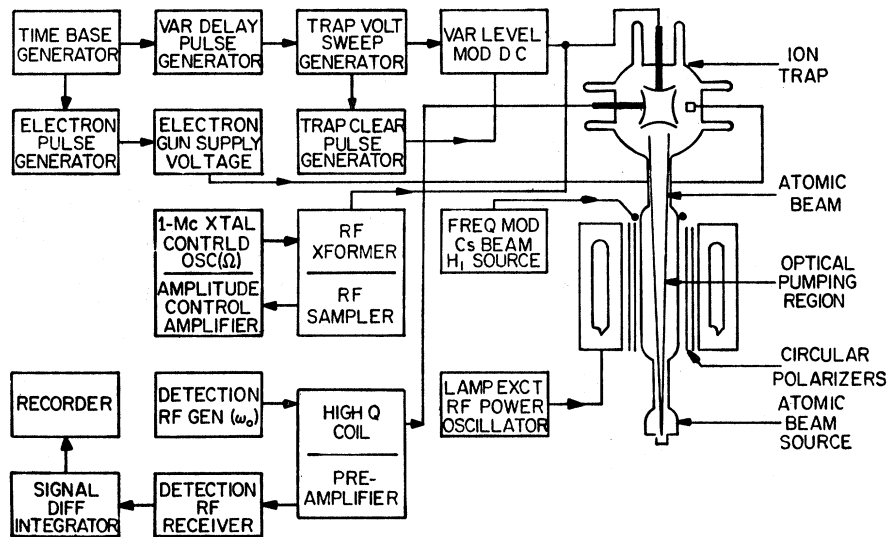 TIME BASE
GENERATOR
VAR DELAY
PULSE
GENERATOR
TRAP VOLT
SWEEP
GENERATOR
VAR LEVEL
MOD D C
ION
TRAP
ELECTRON
PULSE
GENERATOR
ELECTRON
GUN SUPPLY
VOLTAGE
TRAP CLEAR
PULSE
GENERATOR
ATOMIC
BEAM
1-Mc XTAL
CONTRLD
OSC(Ω)
AMPLITUDE
CONTROL
AMPLIFIER
RF
XFORMER
RF
SAMPLER
FREQ MOD
Cs BEAM
H₁ SOURCE
OPTICAL
PUMPING
REGION
CIRCULAR
POLARIZERS
RECORDER
DETECTION
RF GEN (ω₀)
HIGH Q
COIL
PRE-
AMPLIFIER
LAMP EXCT
RF POWER
OSCILLATOR
ATOMIC
BEAM
SOURCE
SIGNAL
DIFF
INTEGRATOR
DETECTION
RF
RECEIVER